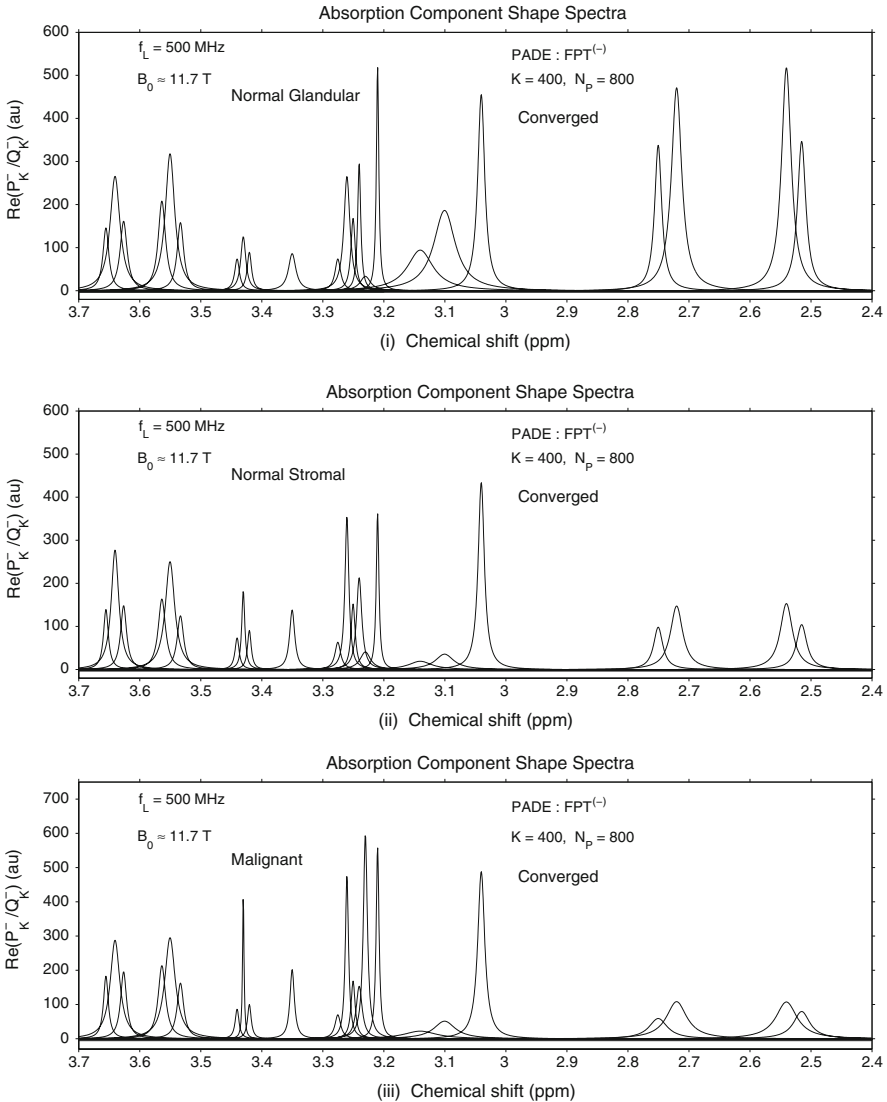 Absorption Component Shape Spectra
600
500
400
300
200
100
0
Re(P_K^- /Q_K^-) (au)
f_L = 500 MHz
B_0 ≈ 11.7 T
Normal Glandular
PADE : FPT^(-)
K = 400, N_P = 800
Converged
3.7 3.6 3.5 3.4 3.3 3.2 3.1 3 2.9 2.8 2.7 2.6 2.5 2.4
(i) Chemical shift (ppm)
Absorption Component Shape Spectra
600
500
400
300
200
100
0
Re(P_K^- /Q_K^-) (au)
f_L = 500 MHz
B_0 ≈ 11.7 T
Normal Stromal
PADE : FPT^(-)
K = 400, N_P = 800
Converged
3.7 3.6 3.5 3.4 3.3 3.2 3.1 3 2.9 2.8 2.7 2.6 2.5 2.4
(ii) Chemical shift (ppm)
Absorption Component Shape Spectra
700
600
500
400
300
200
100
0
Re(P_K^- /Q_K^-) (au)
f_L = 500 MHz
B_0 ≈ 11.7 T
Malignant
PADE : FPT^(-)
K = 400, N_P = 800
Converged
3.7 3.6 3.5 3.4 3.3 3.2 3.1 3 2.9 2.8 2.7 2.6 2.5 2.4
(iii) Chemical shift (ppm)